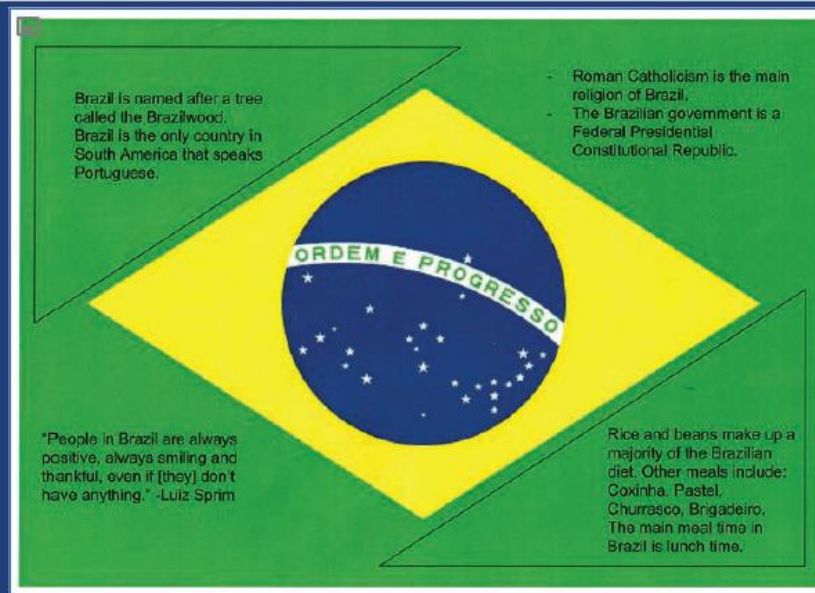 Brazil is named after a tree
called the Brazilwood.
Brazil is the only country in
South America that speaks
Portuguese.
- Roman Catholicism is the main
religion of Brazil.
- The Brazilian government is a
Federal Presidential
Constitutional Republic.
ORDEM E PROGRESSO
"People in Brazil are always
positive, always smiling and
thankful, even if [they] don't
have anything." -Luiz Sprim
Rice and beans make up a
majority of the Brazilian
diet. Other meals include:
Coxinha, Pastel,
Churrasco, Brigadeiro.
The main meal time in
Brazil is lunch time.